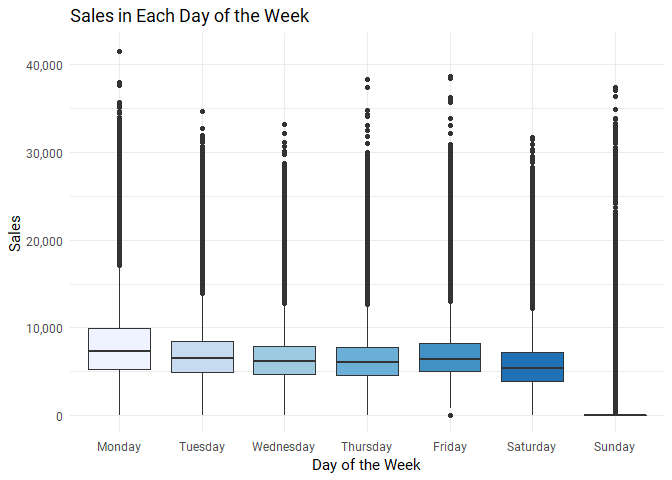 Sales in Each Day of the Week
40,000
30,000
20,000
10,000
0
Sales
Monday Tuesday Wednesday Thursday Friday Saturday Sunday
Day of the Week